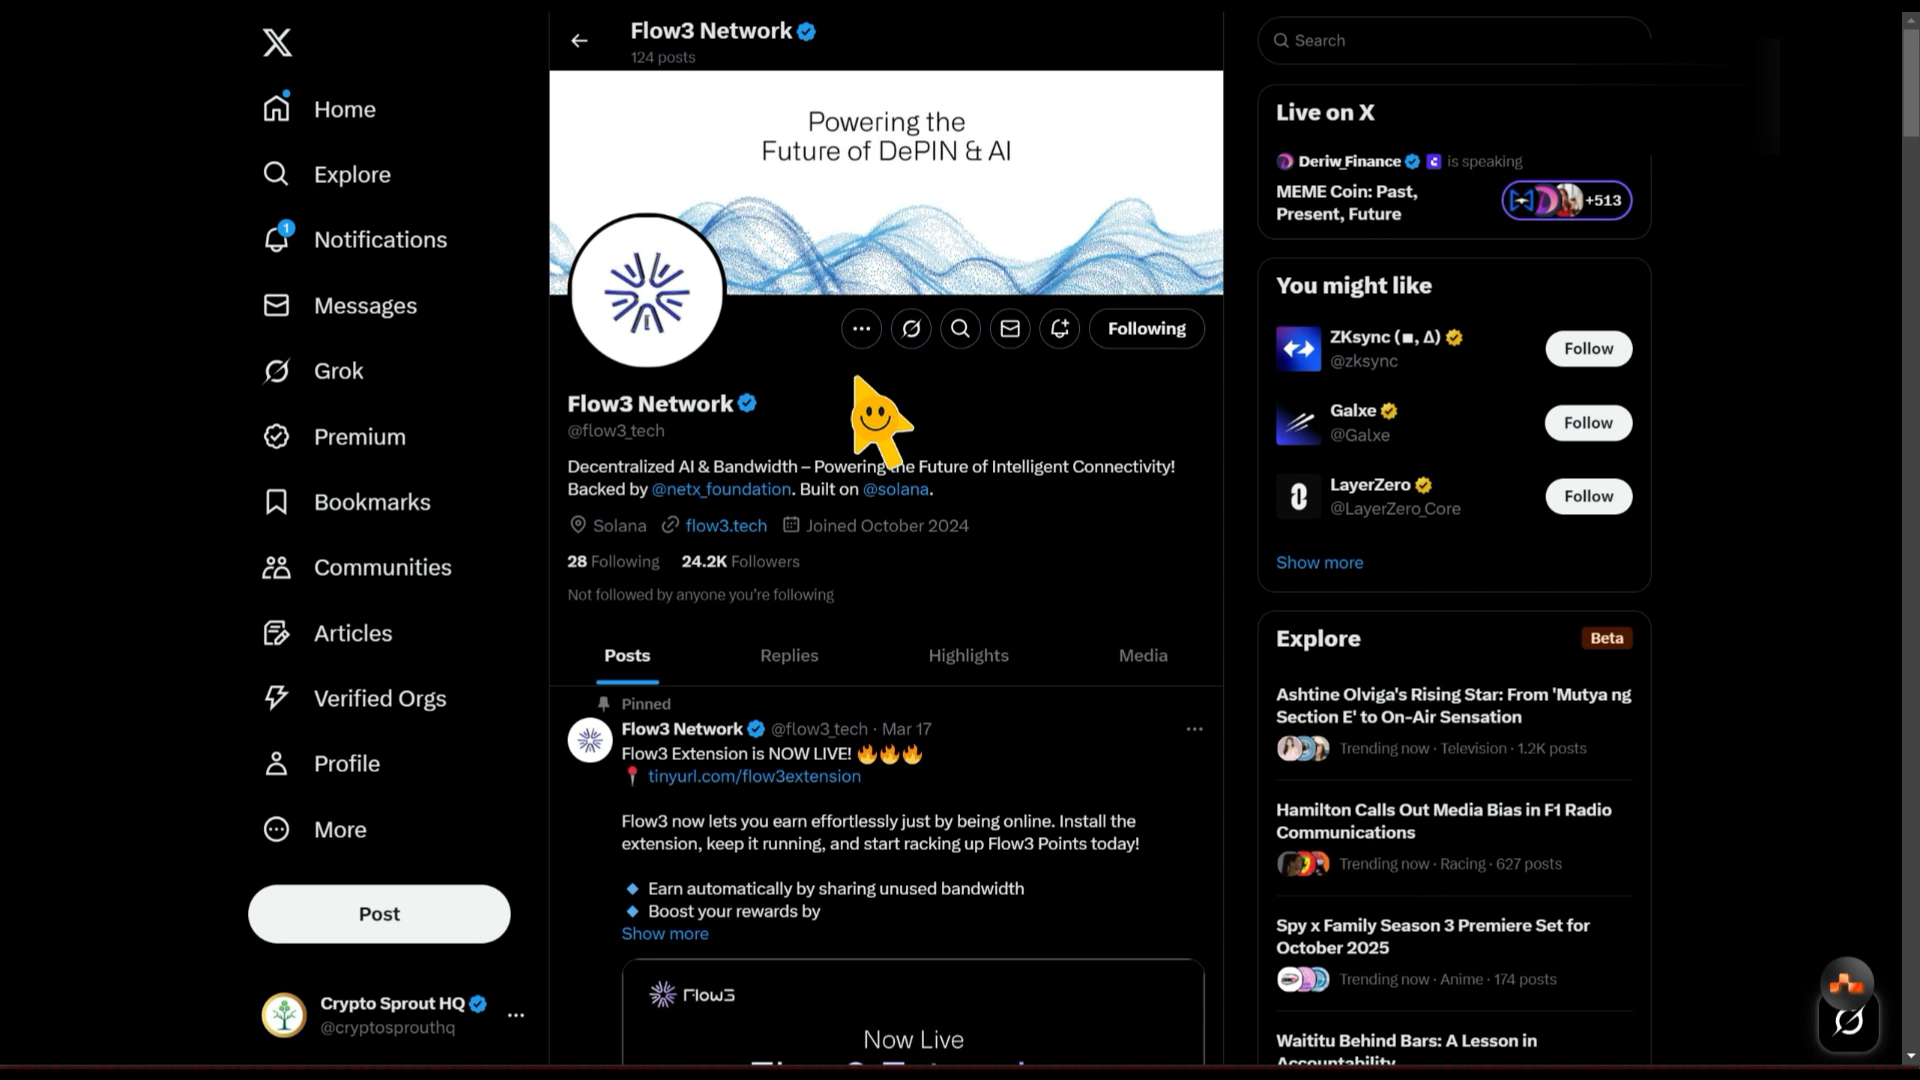 Home
Explore
1
Notifications
Messages
Grok
Premium
Bookmarks
Communities
Articles
Verified Orgs
Profile
More
Post
Crypto Sprout HQ
@cryptosprouthq
Flow3 Network
124 posts
Powering the
Future of DePIN & AI
Following
Flow3 Network
@flow3_tech
Decentralized AI & Bandwidth – Powering the Future of Intelligent Connectivity!
Backed by @netx_foundation. Built on @solana.
Solana flow3.tech Joined October 2024
28 Following 24.2K Followers
Not followed by anyone you're following
Posts Replies Highlights Media
Pinned
Flow3 Network @flow3_tech · Mar 17
Flow3 Extension is NOW LIVE! 🔥🔥🔥
📍 tinyurl.com/flow3extension
Flow3 now lets you earn effortlessly just by being online. Install the
extension, keep it running, and start racking up Flow3 Points today!
🔹 Earn automatically by sharing unused bandwidth
🔹 Boost your rewards by
Show more
Flow3
Now Live
Search
Live on X
Deriw_Finance is speaking
MEME Coin: Past,
Present, Future
+513
You might like
ZKsync (∎, ∆)
@zksync
Follow
Galxe
@Galxe
Follow
LayerZero
@LayerZero_Core
Follow
Show more
Explore
Beta
Ashtine Olviga's Rising Star: From 'Mutya ng
Section E' to On-Air Sensation
Trending now · Television · 1.2K posts
Hamilton Calls Out Media Bias in F1 Radio
Communications
Trending now · Racing · 627 posts
Spy x Family Season 3 Premiere Set for
October 2025
Trending now · Anime · 174 posts
Waititu Behind Bars: A Lesson in
Accountability